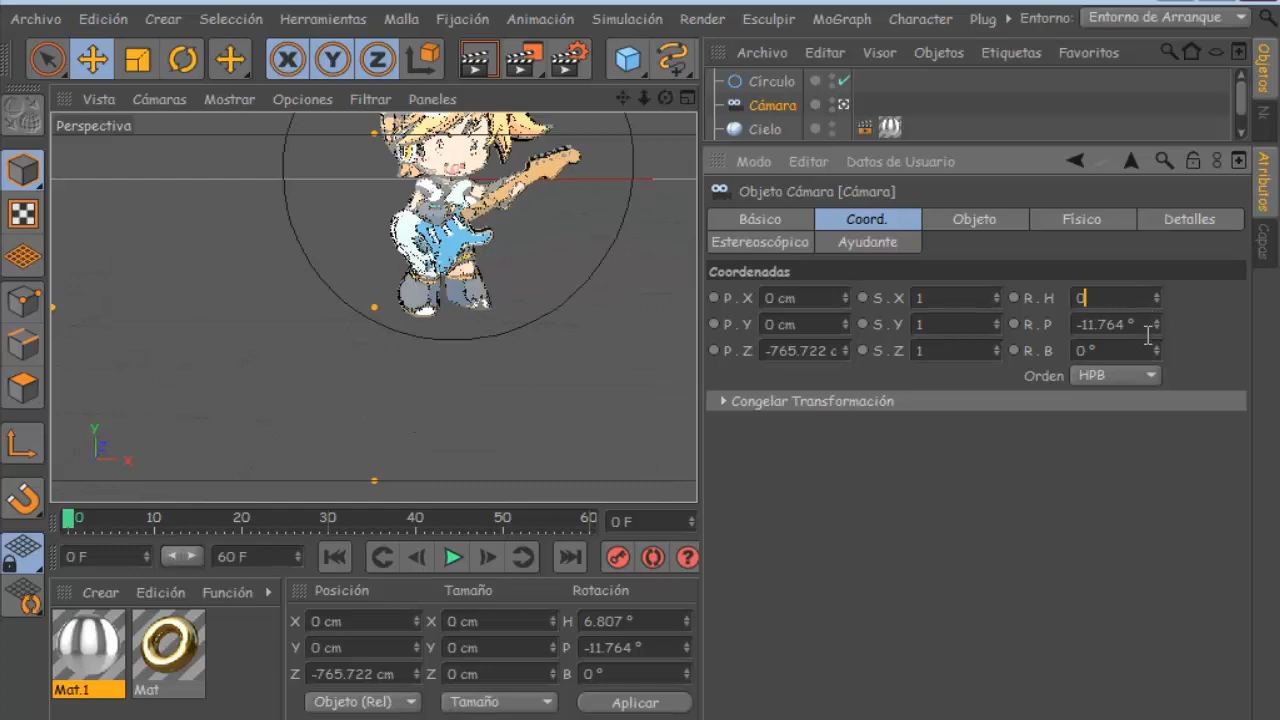 Archivo Edición Crear Selección Herramientas Malla Fijación Animación Simulación Render Esculpir MoGraph Character Plug Entorno: Entorno de Arranque
X Y Z
Archivo Editar Visor Objetos Etiquetas Favoritos
Círculo
Cámara
Cielo
Objetos
Vista Cámaras Mostrar Opciones Filtrar Paneles
Perspectiva
Modo Editar Datos de Usuario
Atributos
Capas
Objeto Cámara [Cámara]
Básico Coord. Objeto Físico Detalles
Estereoscópico Ayudante
Coordenadas
P . X 0 cm S . X 1 R . H 0
P . Y 0 cm S . Y 1 R . P -11.764 °
P . Z -765.722 c S . Z 1 R . B 0 °
Orden HPB
Congelar Transformación
Y
Z
X
0 10 20 30 40 50 60 0 F
0 F 60 F
Crear Edición Función
Mat.1 Mat
Posición Tamaño Rotación
X 0 cm X 0 cm H 6.807 °
Y 0 cm Y 0 cm P -11.764 °
Z -765.722 cm Z 0 cm B 0 °
Objeto (Rel) Tamaño Aplicar